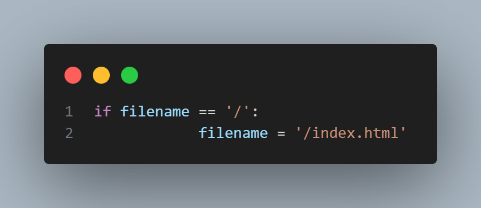 1 if filename == '/':
2             filename = '/index.html'